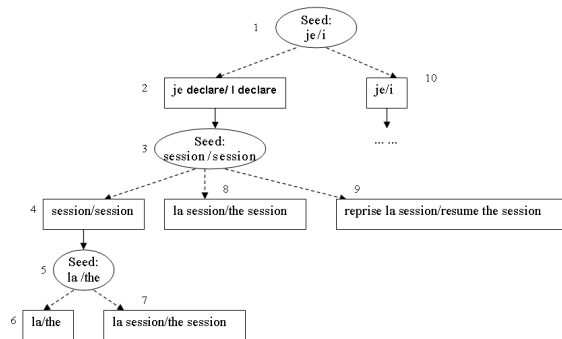 1
Seed:
je/i
2
je declare/ I declare
10
je/i
... ...
3
Seed:
session/session
4
session/session
8
la session/the session
9
reprise la session/resume the session
5
Seed:
la /the
6
la/the
7
la session/the session